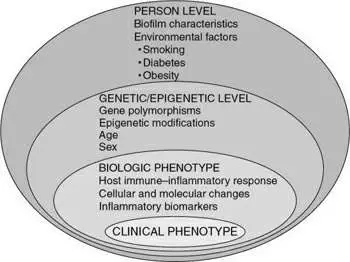 PERSON LEVEL
Biofilm characteristics
Environmental factors
• Smoking
• Diabetes
• Obesity
GENETIC/EPIGENETIC LEVEL
Gene polymorphisms
Epigenetic modifications
Age
Sex
BIOLOGIC PHENOTYPE
Host immune–inflammatory response
Cellular and molecular changes
Inflammatory biomarkers
CLINICAL PHENOTYPE